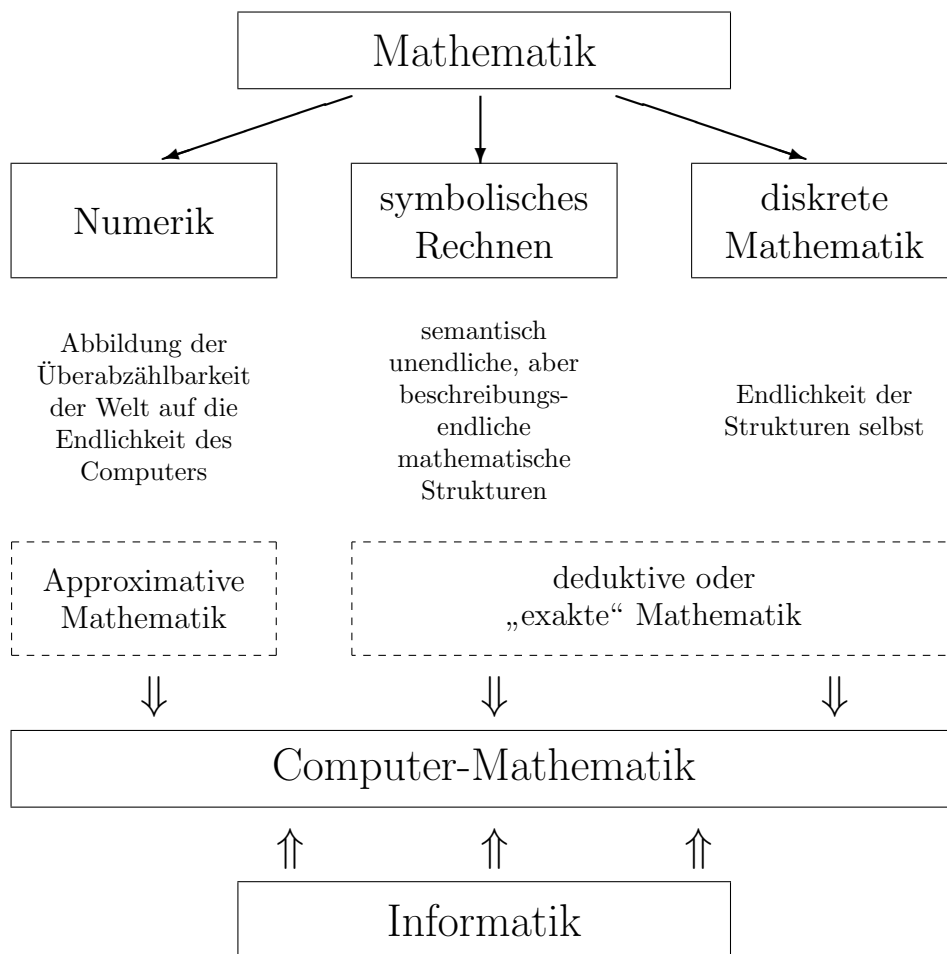 Mathematik
Numerik
symbolisches
Rechnen
diskrete
Mathematik
Abbildung der
Überabzählbarkeit
der Welt auf die
Endlichkeit des
Computers
semantisch
unendliche, aber
beschreibungs-
endliche
mathematische
Strukturen
Endlichkeit der
Strukturen selbst
Approximative
Mathematik
deduktive oder
„exakte“ Mathematik
Computer-Mathematik
Informatik